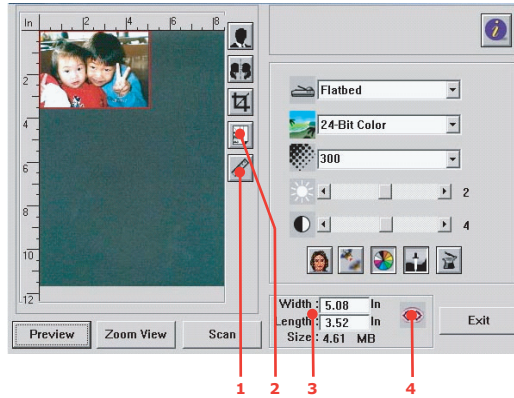 In 2 4 6 8
2
4
6
8
10
12
Flatbed
24-Bit Color
300
2
4
Width : 5.08 In
Length : 3.52 In
Size : 4.61 MB
Preview Zoom View Scan Exit
1 2 3 4